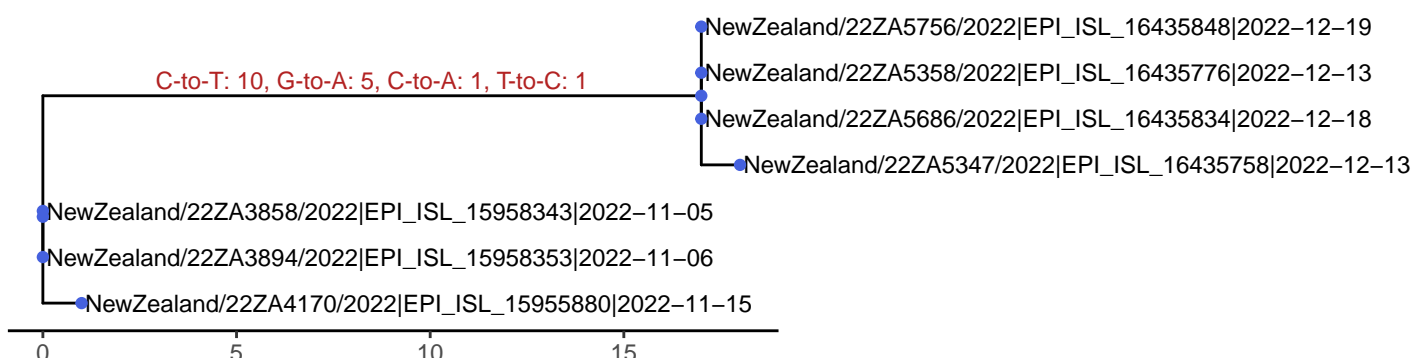 NewZealand/22ZA5756/2022|EPI_ISL_16435848|2022−12−19
C-to-T: 10, G-to-A: 5, C-to-A: 1, T-to-C: 1
NewZealand/22ZA5358/2022|EPI_ISL_16435776|2022−12−13
NewZealand/22ZA5686/2022|EPI_ISL_16435834|2022−12−18
NewZealand/22ZA5347/2022|EPI_ISL_16435758|2022−12−13
NewZealand/22ZA3858/2022|EPI_ISL_15958343|2022−11−05
NewZealand/22ZA3894/2022|EPI_ISL_15958353|2022−11−06
NewZealand/22ZA4170/2022|EPI_ISL_15955880|2022−11−15
0 5 10 15